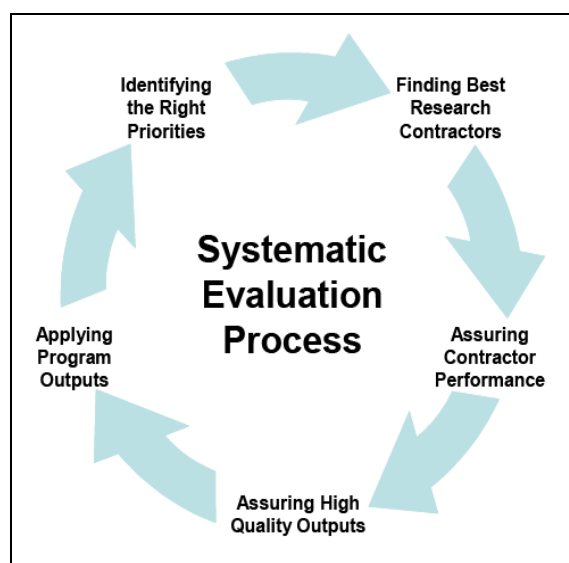 Identifying
the Right
Priorities
Finding Best
Research
Contractors
Systematic
Evaluation
Process
Applying
Program
Outputs
Assuring
Contractor
Performance
Assuring High
Quality Outputs